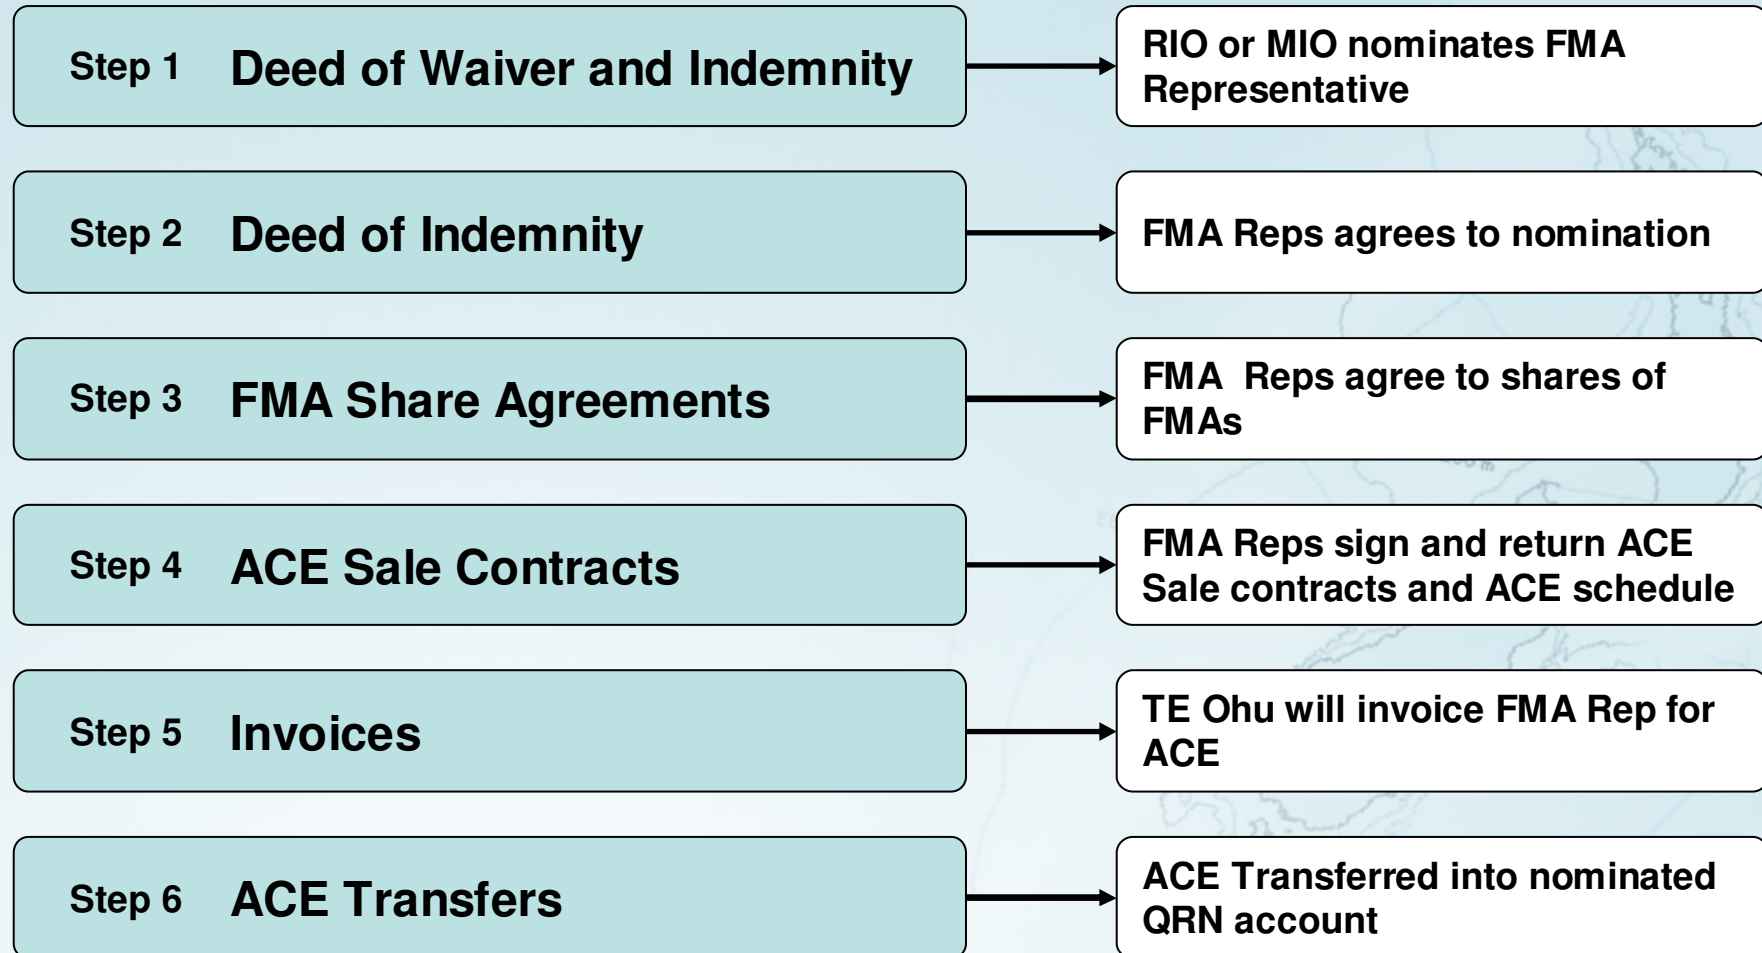 Step 1 Deed of Waiver and Indemnity
RIO or MIO nominates FMA
Representative
Step 2 Deed of Indemnity
FMA Reps agrees to nomination
Step 3 FMA Share Agreements
FMA Reps agree to shares of
FMAs
Step 4 ACE Sale Contracts
FMA Reps sign and return ACE
Sale contracts and ACE schedule
Step 5 Invoices
TE Ohu will invoice FMA Rep for
ACE
Step 6 ACE Transfers
ACE Transferred into nominated
QRN account